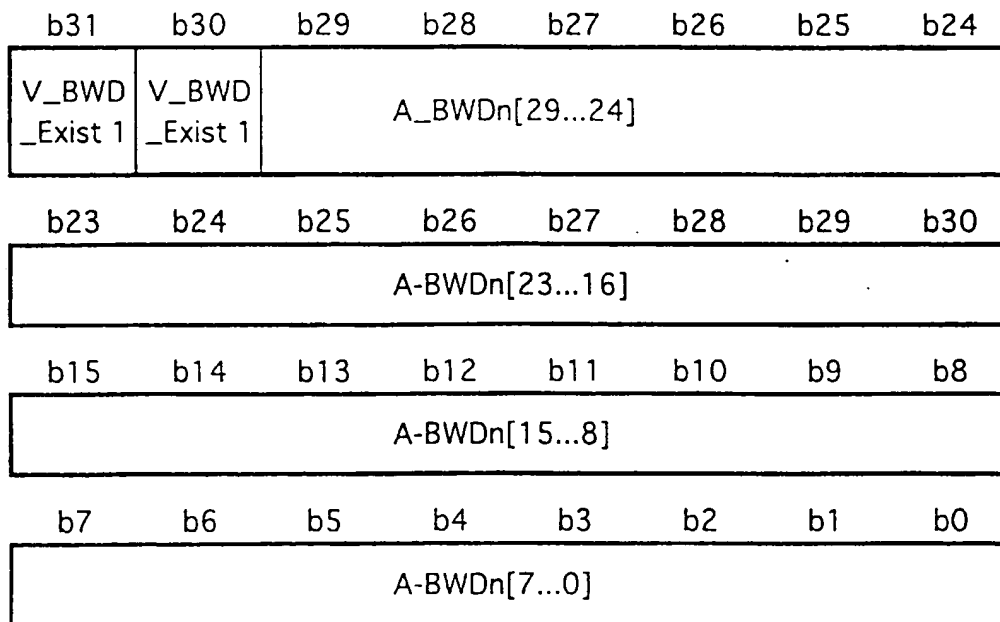 b31 b30 b29 b28 b27 b26 b25 b24
V_BWD V_BWD
_Exist 1 _Exist 1
A_BWDn[29...24]
b23 b24 b25 b26 b27 b28 b29 b30
A-BWDn[23...16]
b15 b14 b13 b12 b11 b10 b9 b8
A-BWDn[15...8]
b7 b6 b5 b4 b3 b2 b1 b0
A-BWDn[7...0]